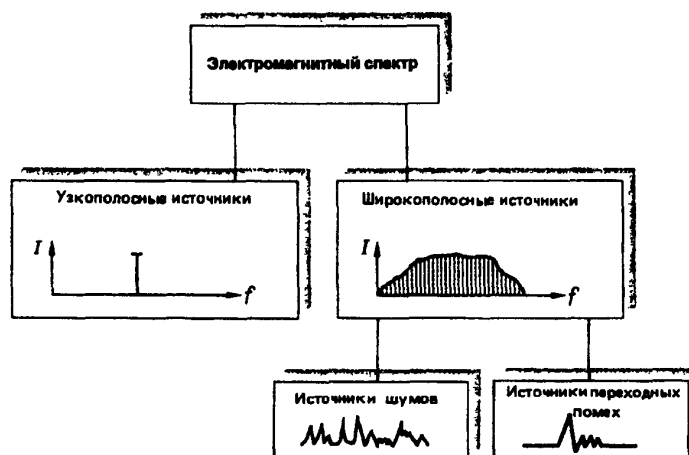 Электромагнитный спектр
Узкополосные источники
I
f
Широкополосные источники
I
f
Источники шумов
Источники переходных
помех